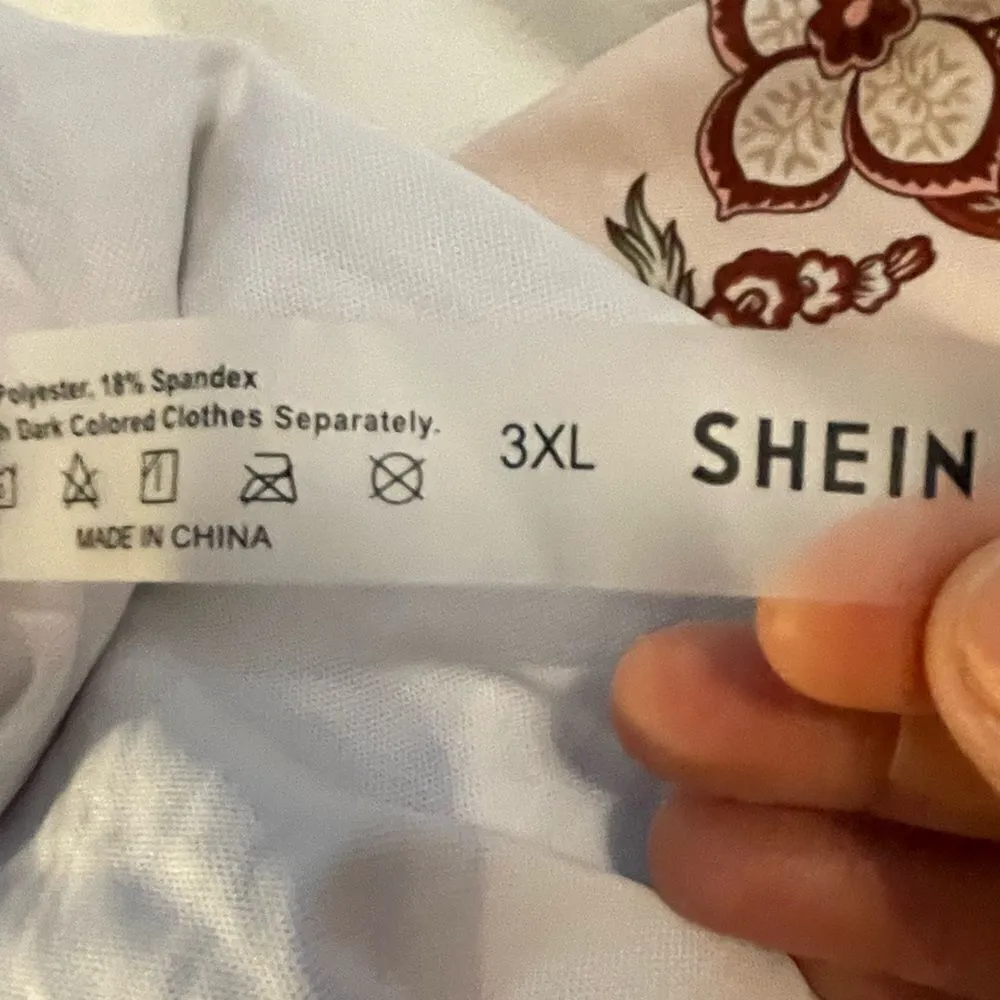 Polyester, 18% Spandex
Dark Colored Clothes Separately.
3XL
SHEIN
MADE IN CHINA